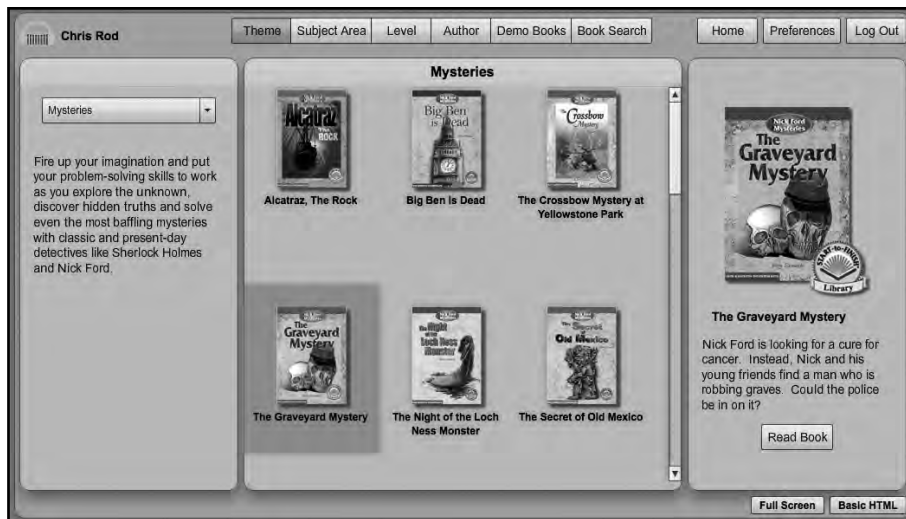 Chris Rod
Theme Subject Area Level Author Demo Books Book Search
Home Preferences Log Out
Mysteries
Fire up your imagination and put
your problem-solving skills to work
as you explore the unknown,
discover hidden truths and solve
even the most baffling mysteries
with classic and present-day
detectives like Sherlock Holmes
and Nick Ford.
Mysteries
Alcatraz
The
ROCK
Alcatraz, The Rock
Big Ben
is Dead
Big Ben Is Dead
The
Crossbow
Mystery
The Crossbow Mystery at
Yellowstone Park
The
Graveyard
Mystery
The Graveyard Mystery
The Night
of the
Loch Ness
Monster
The Night of the Loch
Ness Monster
The Secret
of
Old Mexico
The Secret of Old Mexico
Nick Ford
Mysteries
The
Graveyard
Mystery
START-to-FINISH
Library
The Graveyard Mystery
Nick Ford is looking for a cure for
cancer. Instead, Nick and his
young friends find a man who is
robbing graves. Could the police
be in on it?
Read Book
Full Screen Basic HTML